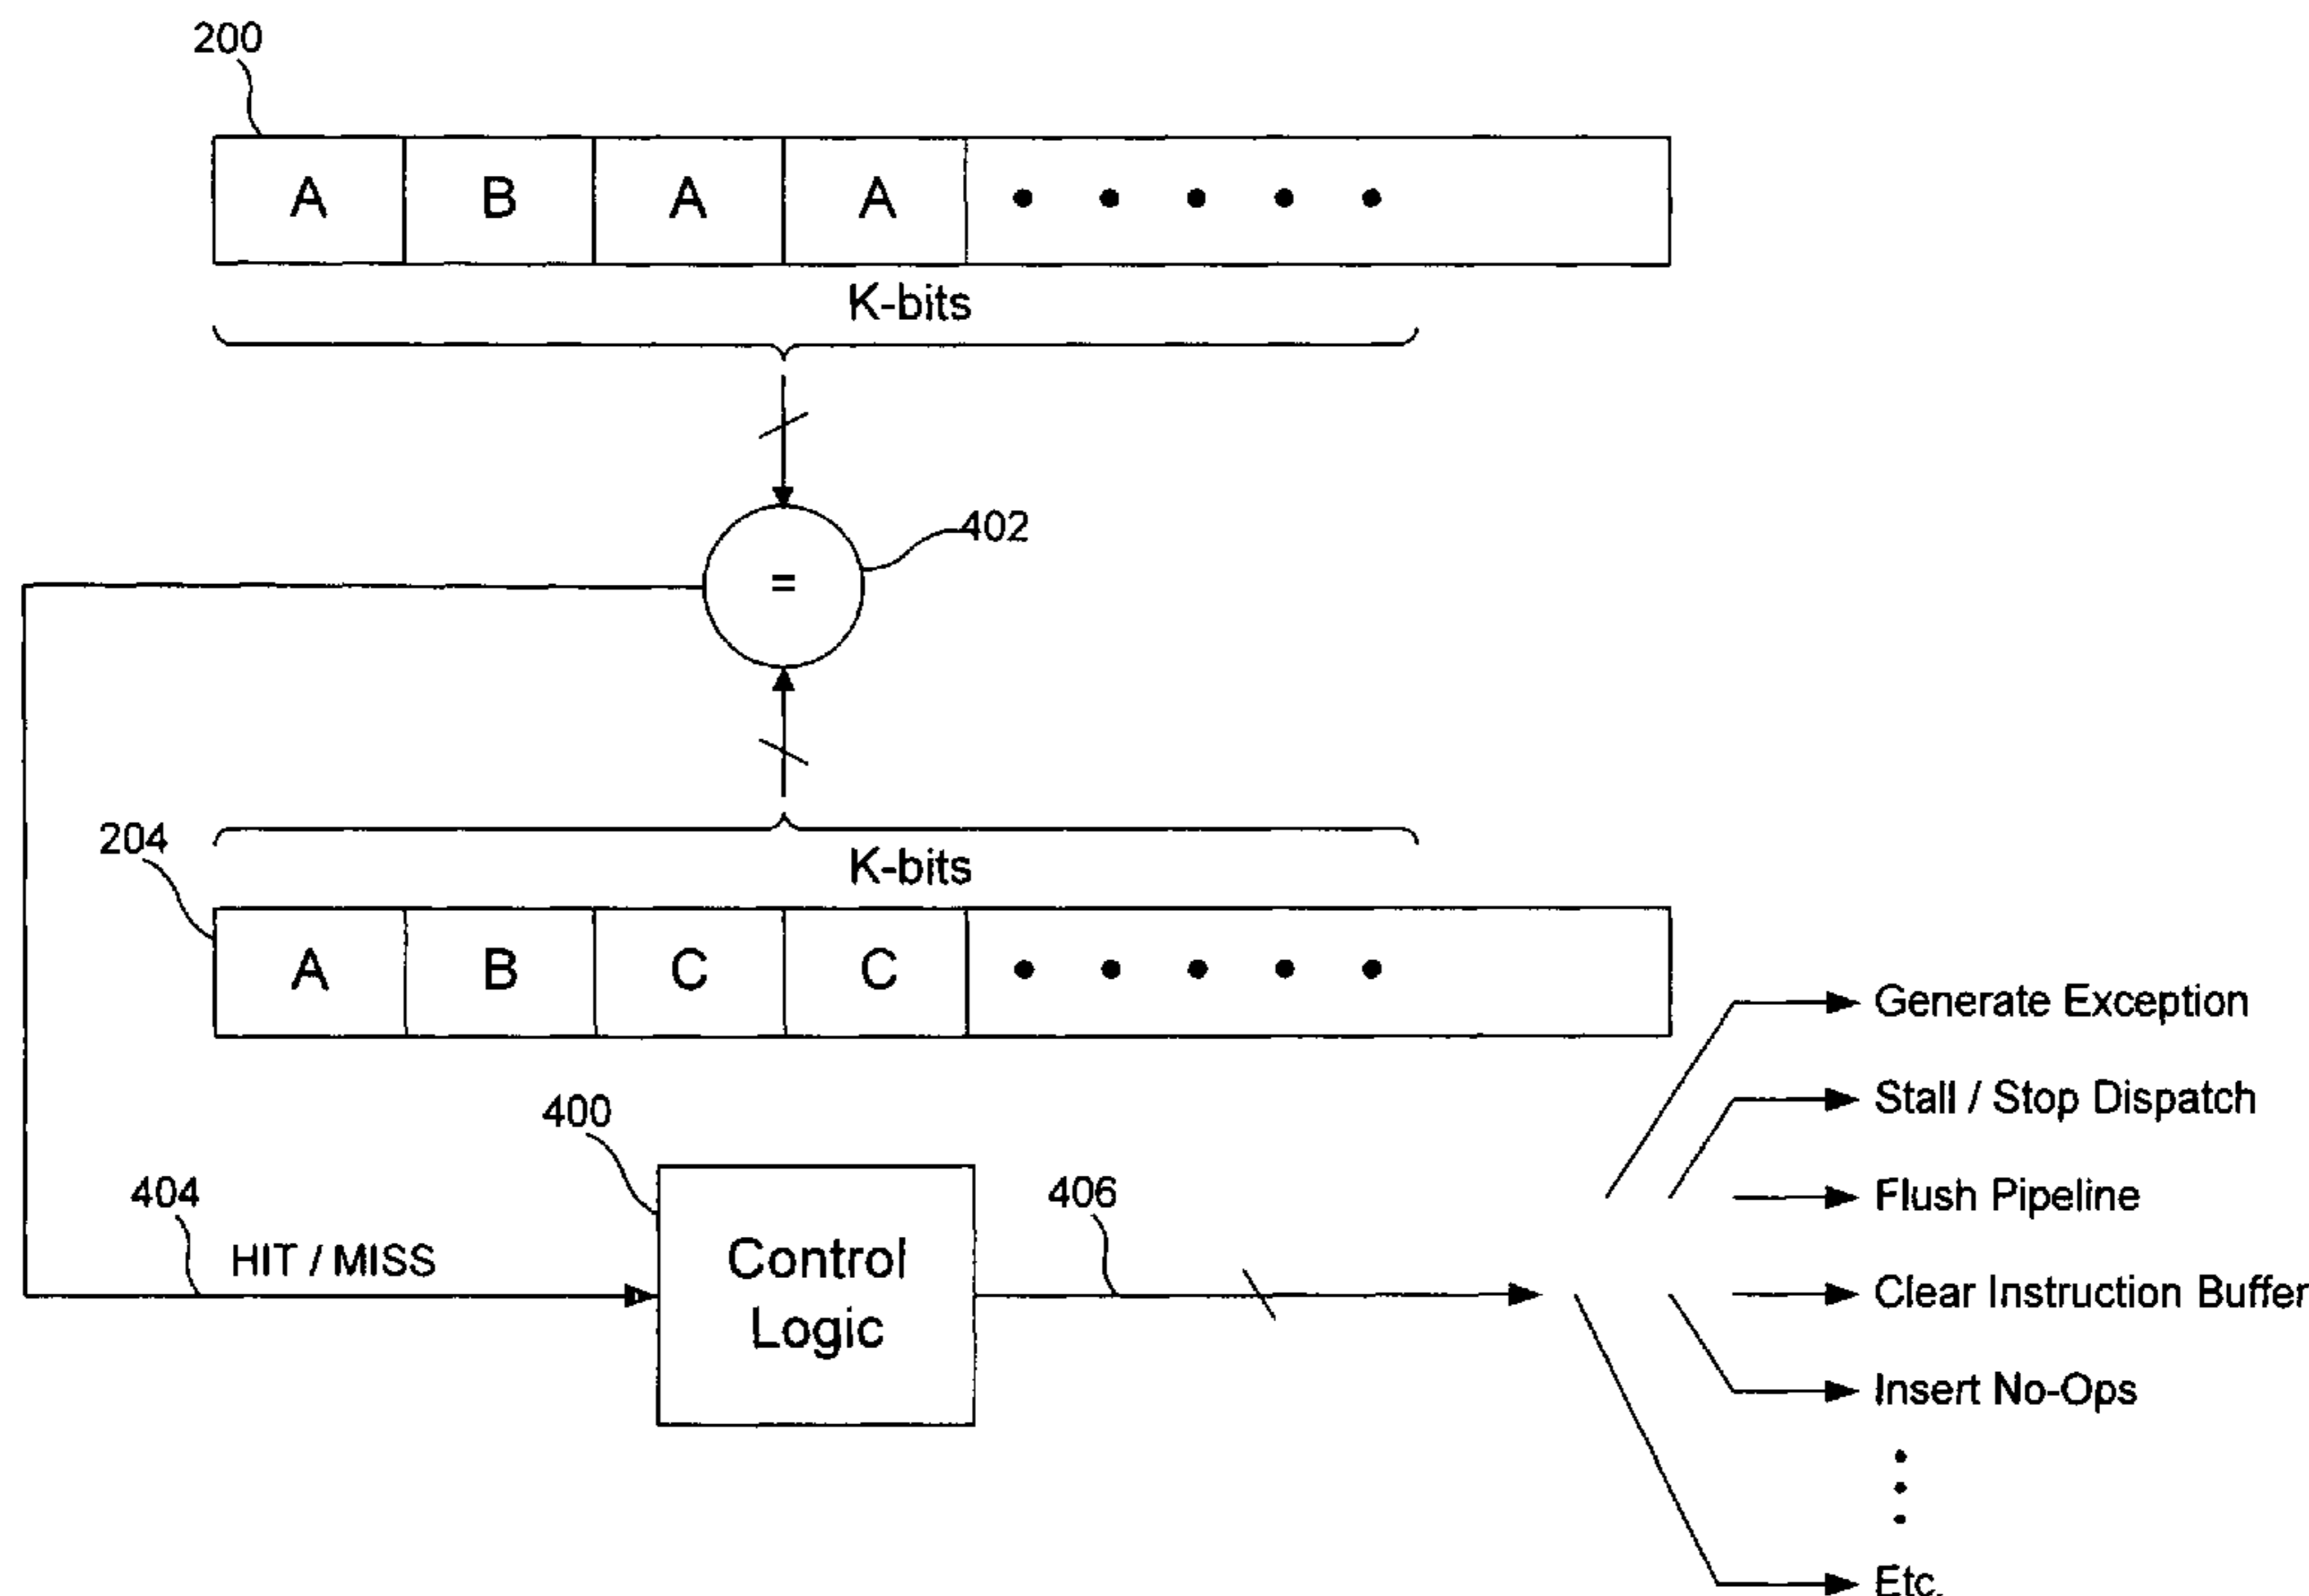 200
A B A A
K-bits
402
=
204
K-bits
A B C C
Generate Exception
400
Stall / Stop Dispatch
404
406
Flush Pipeline
HIT / MISS
Control
Logic
Clear Instruction Buffer
Insert No-Ops
Etc.